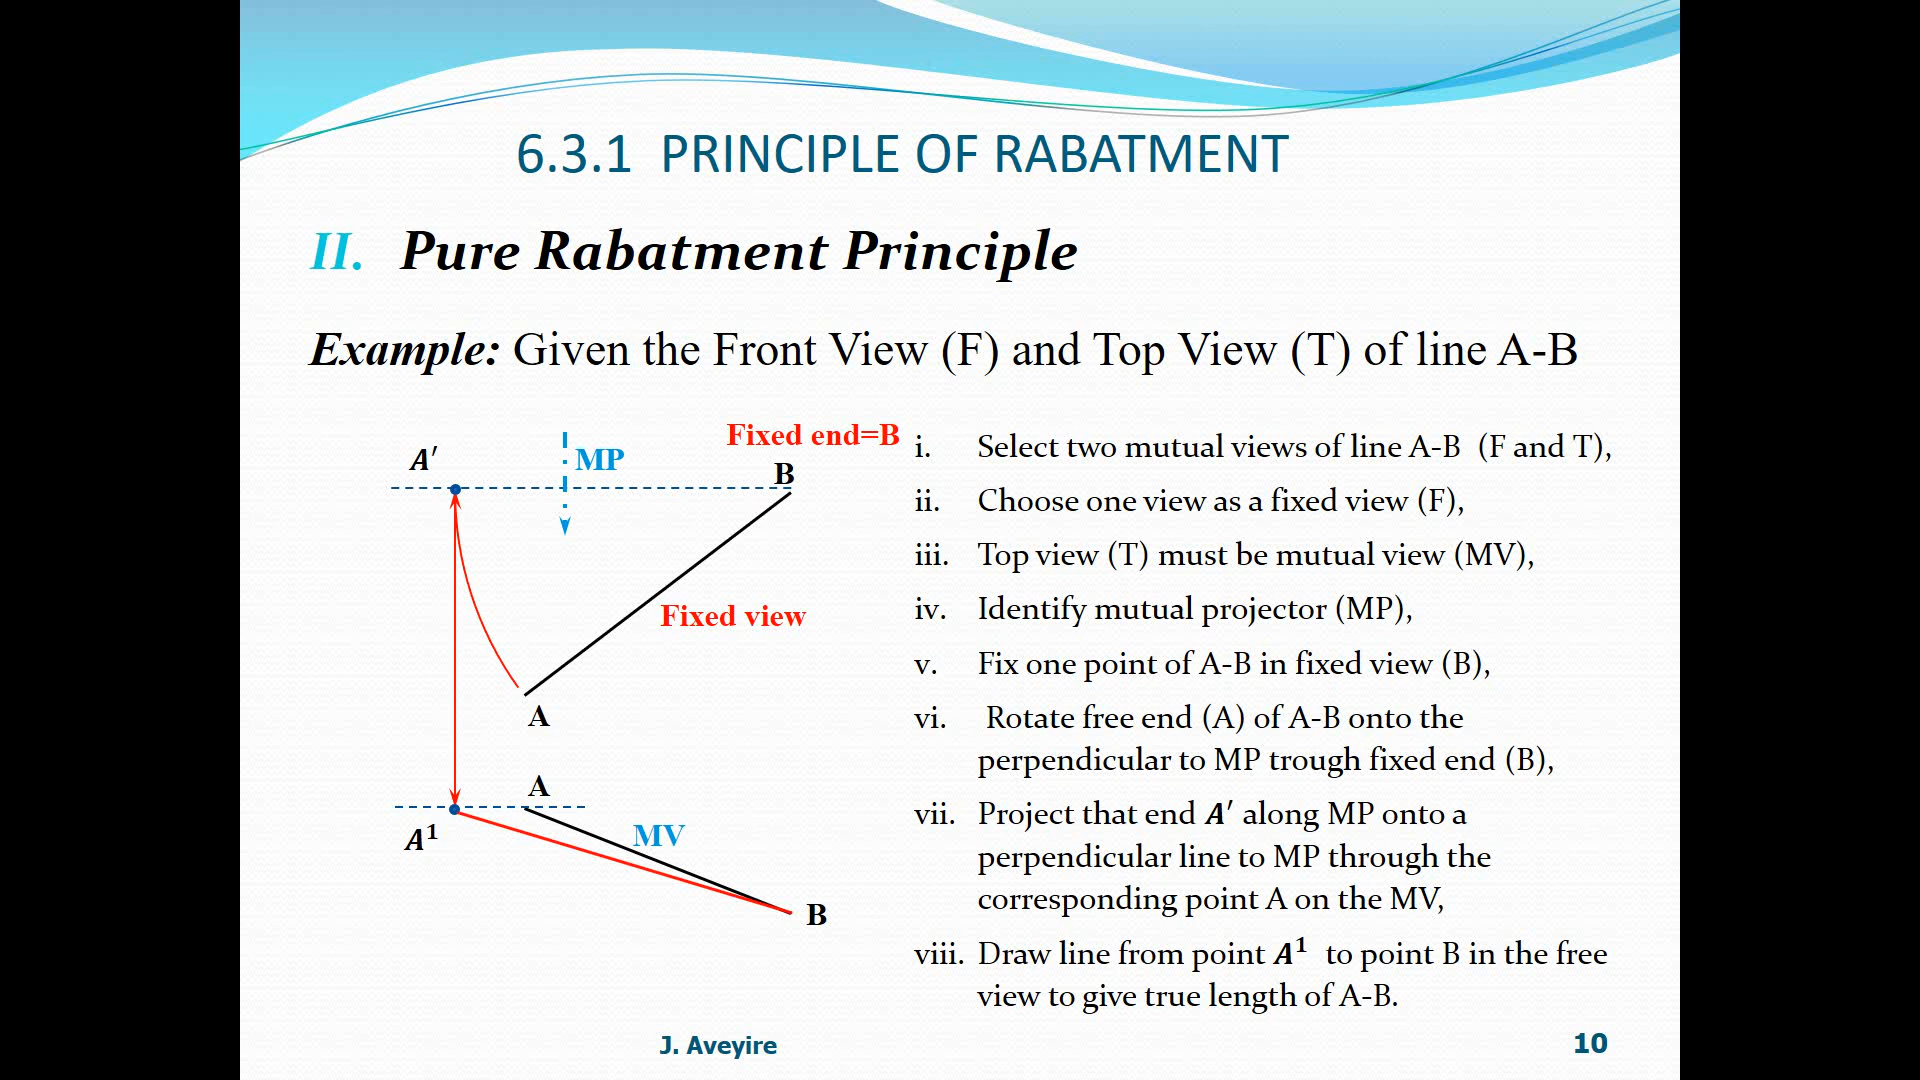 6.3.1 PRINCIPLE OF RABATMENT
II. Pure Rabatment Principle
Example: Given the Front View (F) and Top View (T) of line A-B
Fixed end=B
A′
MP
B
Fixed view
A
A
A¹
MV
B
i. Select two mutual views of line A-B (F and T),
ii. Choose one view as a fixed view (F),
iii. Top view (T) must be mutual view (MV),
iv. Identify mutual projector (MP),
v. Fix one point of A-B in fixed view (B),
vi. Rotate free end (A) of A-B onto the
perpendicular to MP trough fixed end (B),
vii. Project that end A′ along MP onto a
perpendicular line to MP through the
corresponding point A on the MV,
viii. Draw line from point A¹ to point B in the free
view to give true length of A-B.
J. Aveyire
10